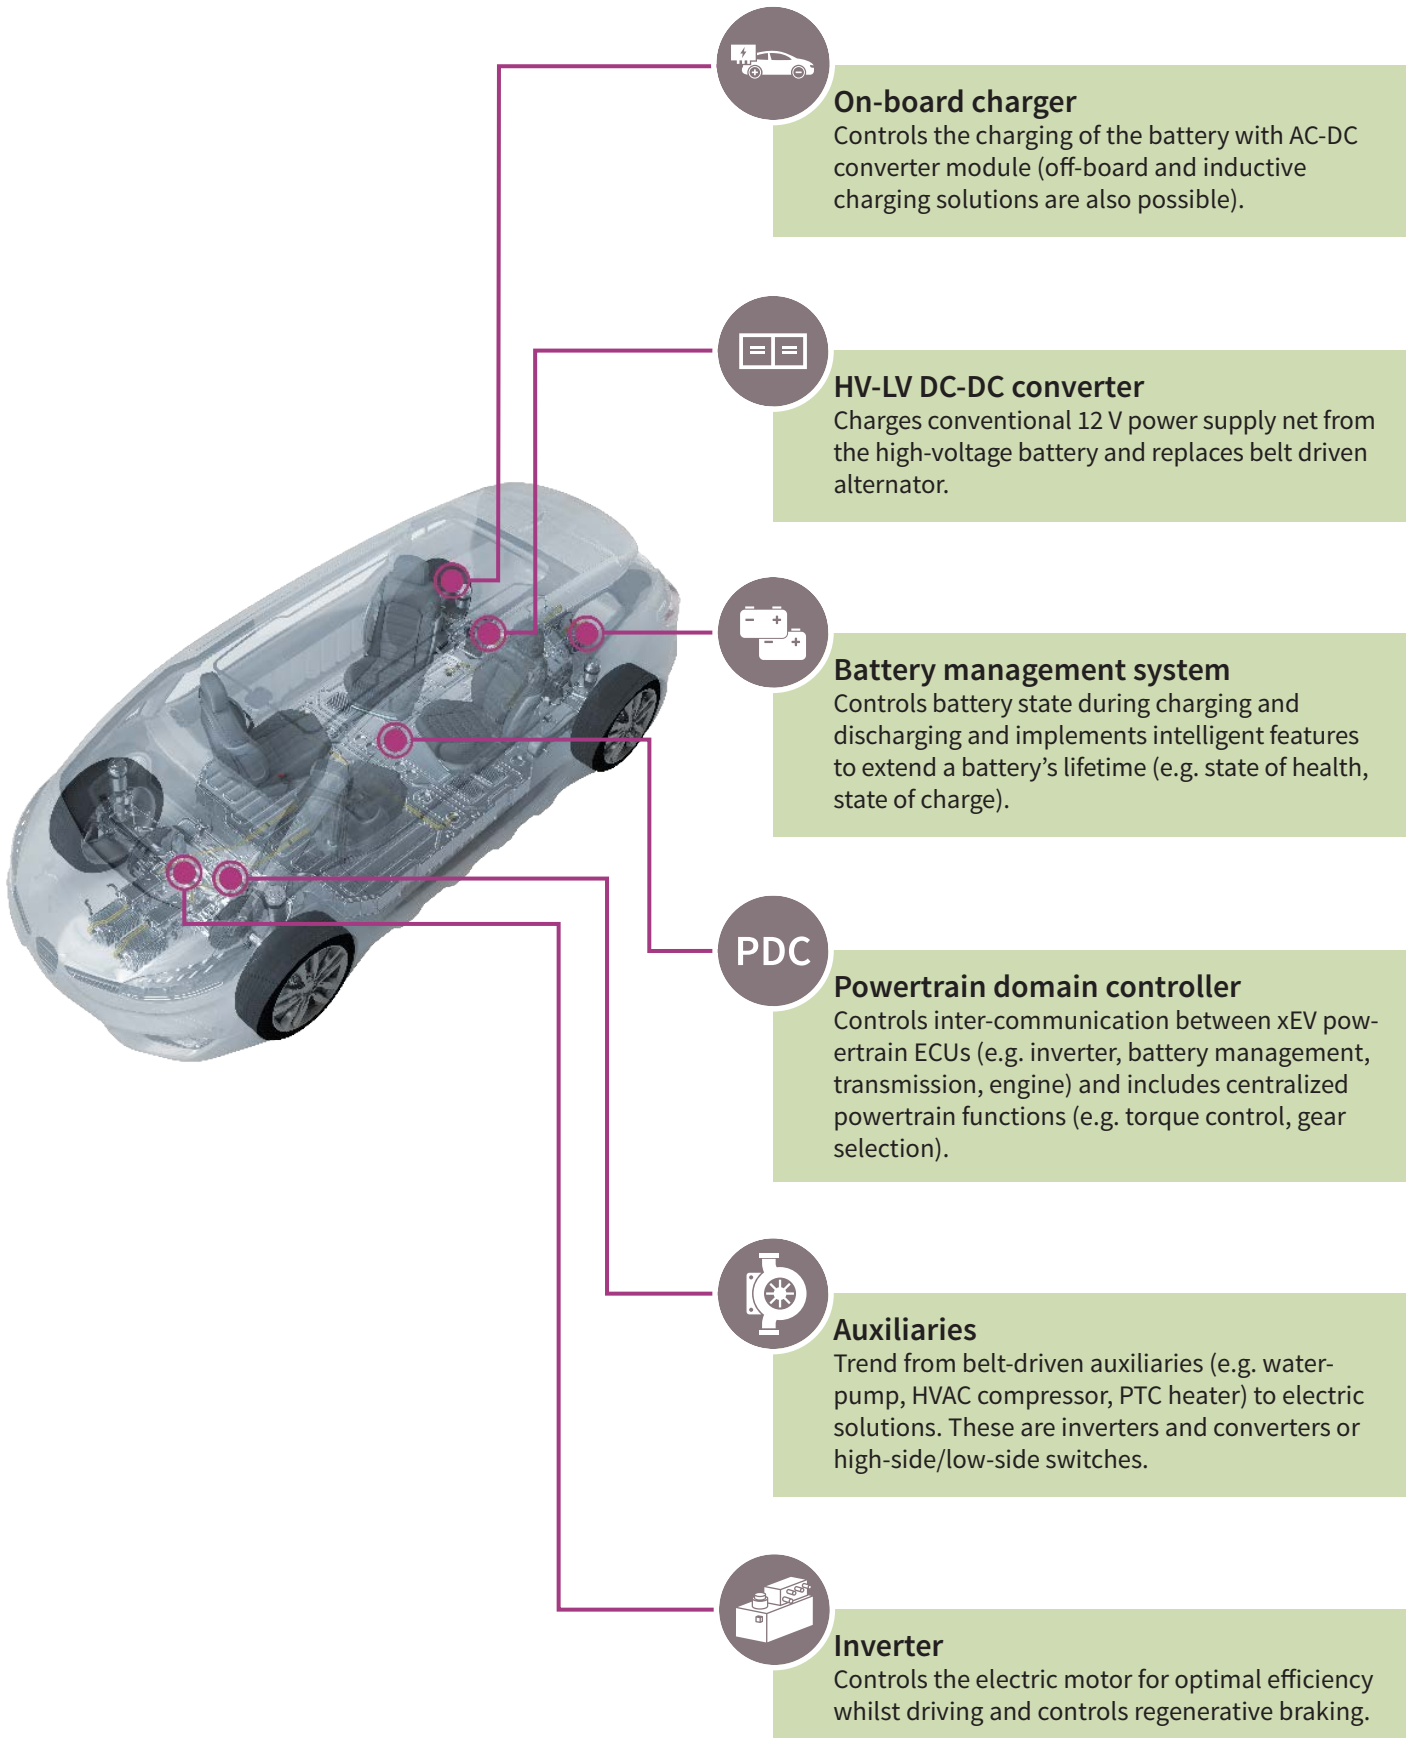 On-board charger
Controls the charging of the battery with AC-DC
converter module (off-board and inductive
charging solutions are also possible).
HV-LV DC-DC converter
Charges conventional 12 V power supply net from
the high-voltage battery and replaces belt driven
alternator.
Battery management system
Controls battery state during charging and
discharging and implements intelligent features
to extend a battery’s lifetime (e.g. state of health,
state of charge).
PDC
Powertrain domain controller
Controls inter-communication between xEV pow-
ertrain ECUs (e.g. inverter, battery management,
transmission, engine) and includes centralized
powertrain functions (e.g. torque control, gear
selection).
Auxiliaries
Trend from belt-driven auxiliaries (e.g. water-
pump, HVAC compressor, PTC heater) to electric
solutions. These are inverters and converters or
high-side/low-side switches.
Inverter
Controls the electric motor for optimal efficiency
whilst driving and controls regenerative braking.